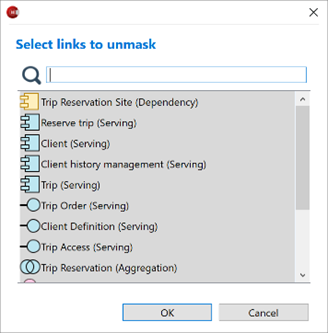 Select links to unmask
Trip Reservation Site (Dependency)
Reserve trip (Serving)
Client (Serving)
Client history management (Serving)
Trip (Serving)
Trip Order (Serving)
Client Definition (Serving)
Trip Access (Serving)
Trip Reservation (Aggregation)
OK
Cancel